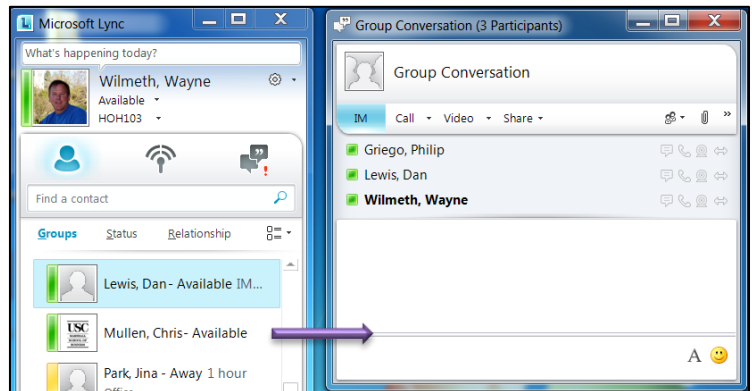 Microsoft Lync
What's happening today?
Wilmeth, Wayne
Available
HOH103
Find a contact
Groups Status Relationship
Lewis, Dan - Available IM...
USC
Mullen, Chris- Available
Park, Jina - Away 1 hour
Group Conversation (3 Participants)
Group Conversation
IM Call Video Share
Griego, Philip
Lewis, Dan
Wilmeth, Wayne
A